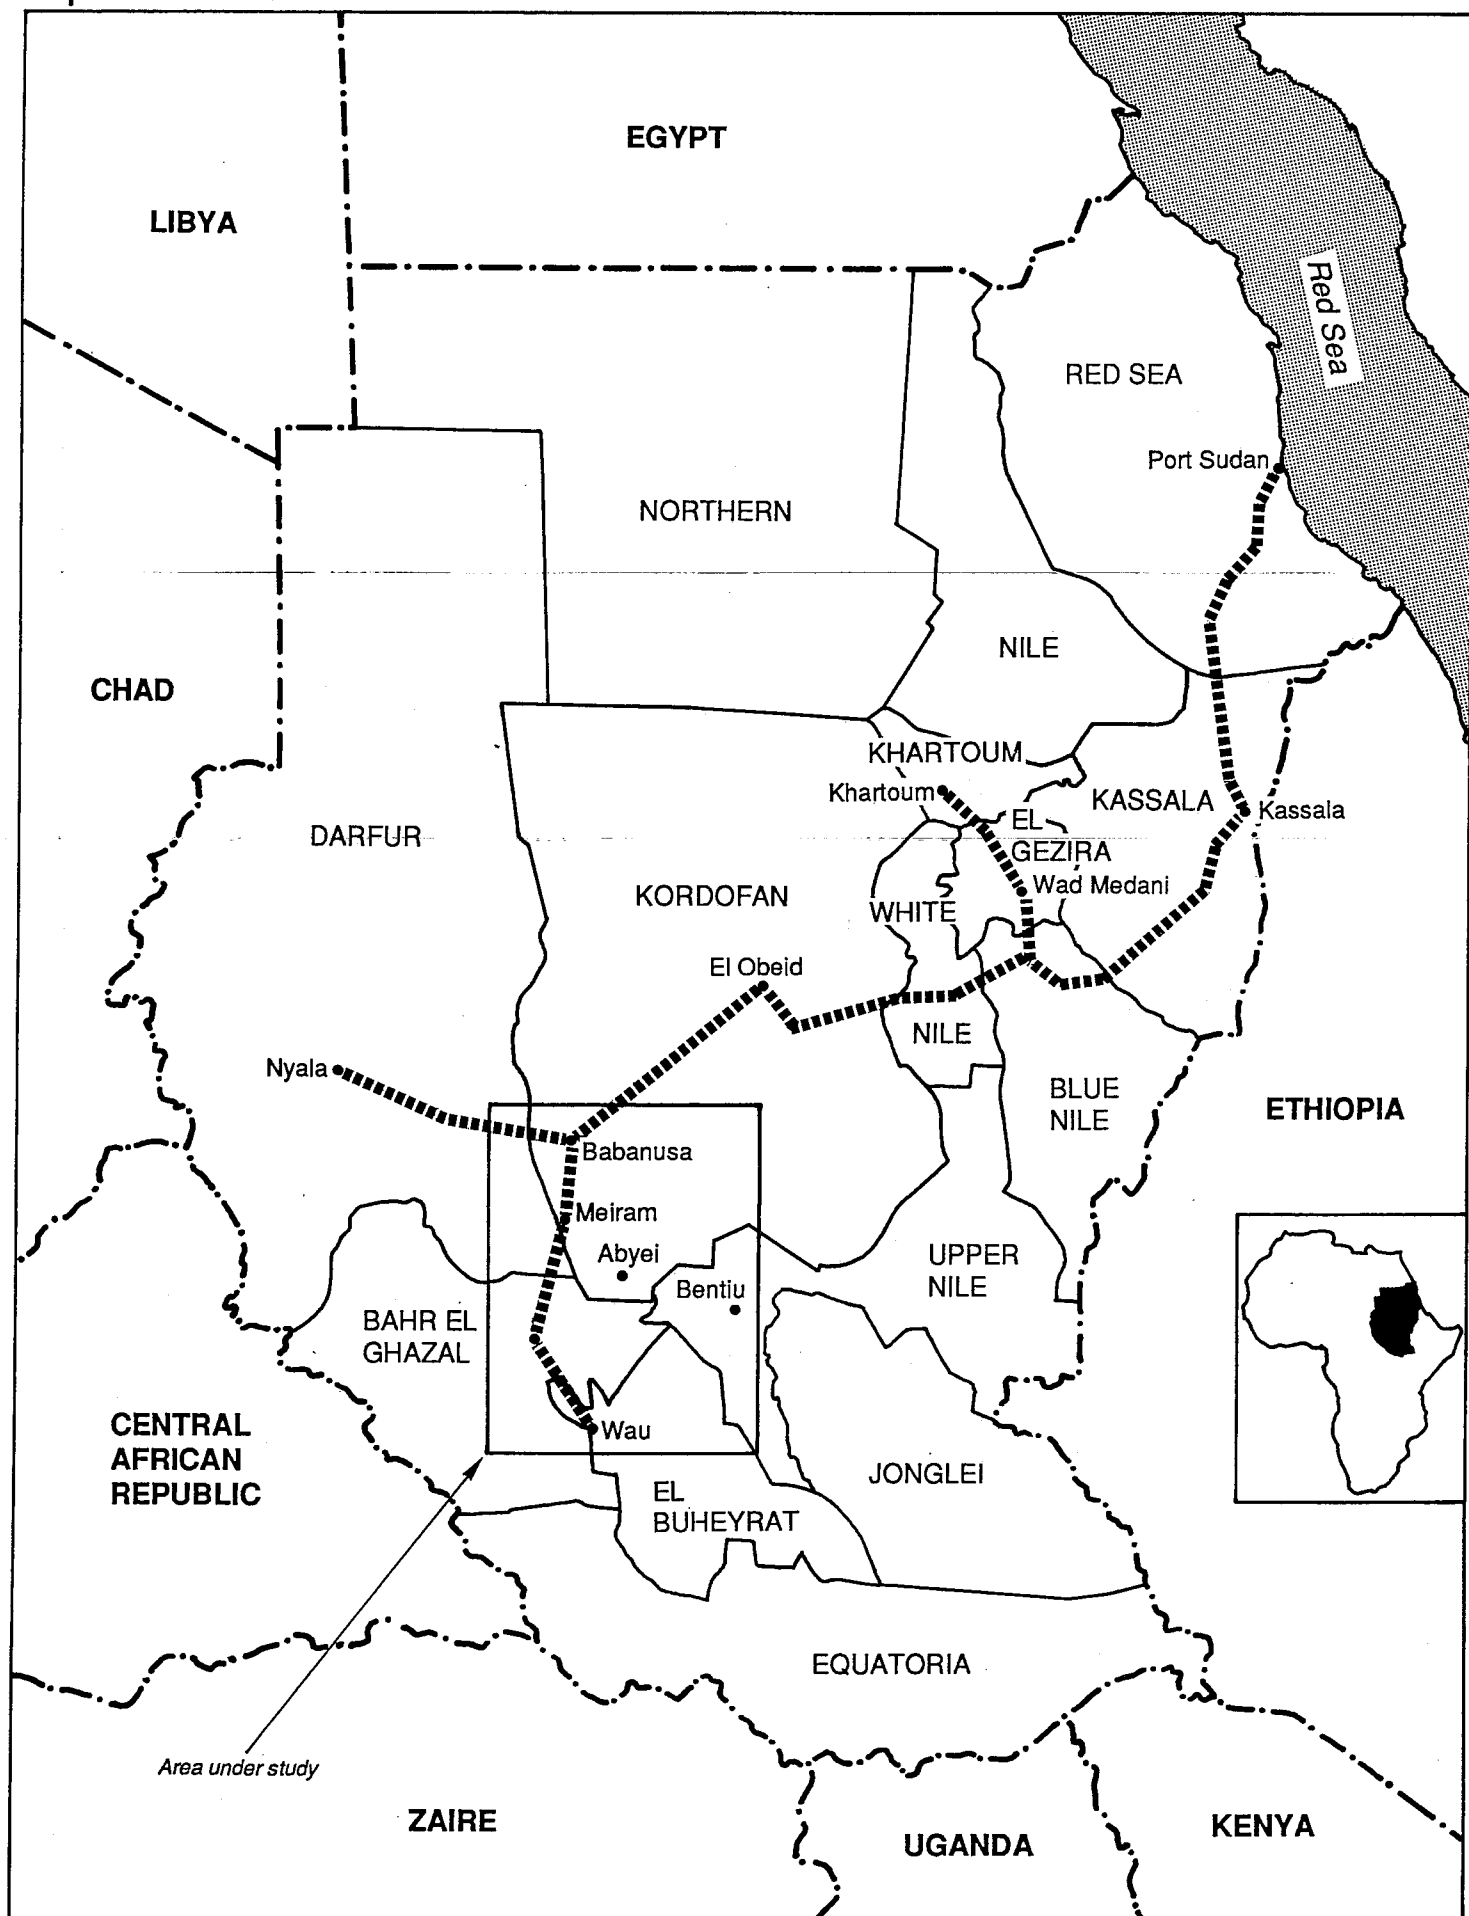 EGYPT
LIBYA
Red Sea
RED SEA
Port Sudan
NORTHERN
NILE
CHAD
KHARTOUM
Khartoum
KASSALA
Kassala
EL
GEZIRA
DARFUR
KORDOFAN
Wad Medani
WHITE
NILE
El Obeid
Nyala
BLUE
NILE
ETHIOPIA
Babanusa
Meiram
Abyei
Bentiu
UPPER
NILE
BAHR EL
GHAZAL
CENTRAL
AFRICAN
REPUBLIC
Wau
JONGLEI
EL
BUHEYRAT
EQUATORIA
Area under study
ZAIRE
UGANDA
KENYA